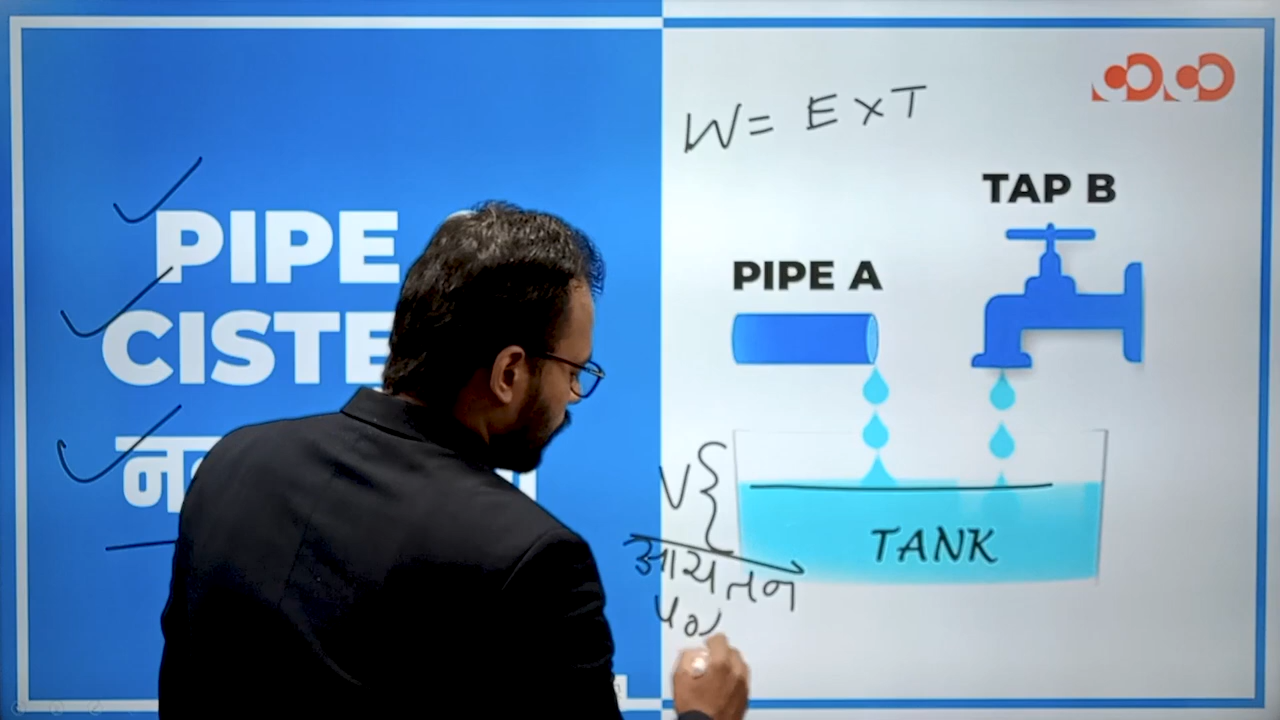 PIPE
CISTE
W = E x T
TAP B
PIPE A
V
TANK
आयतन